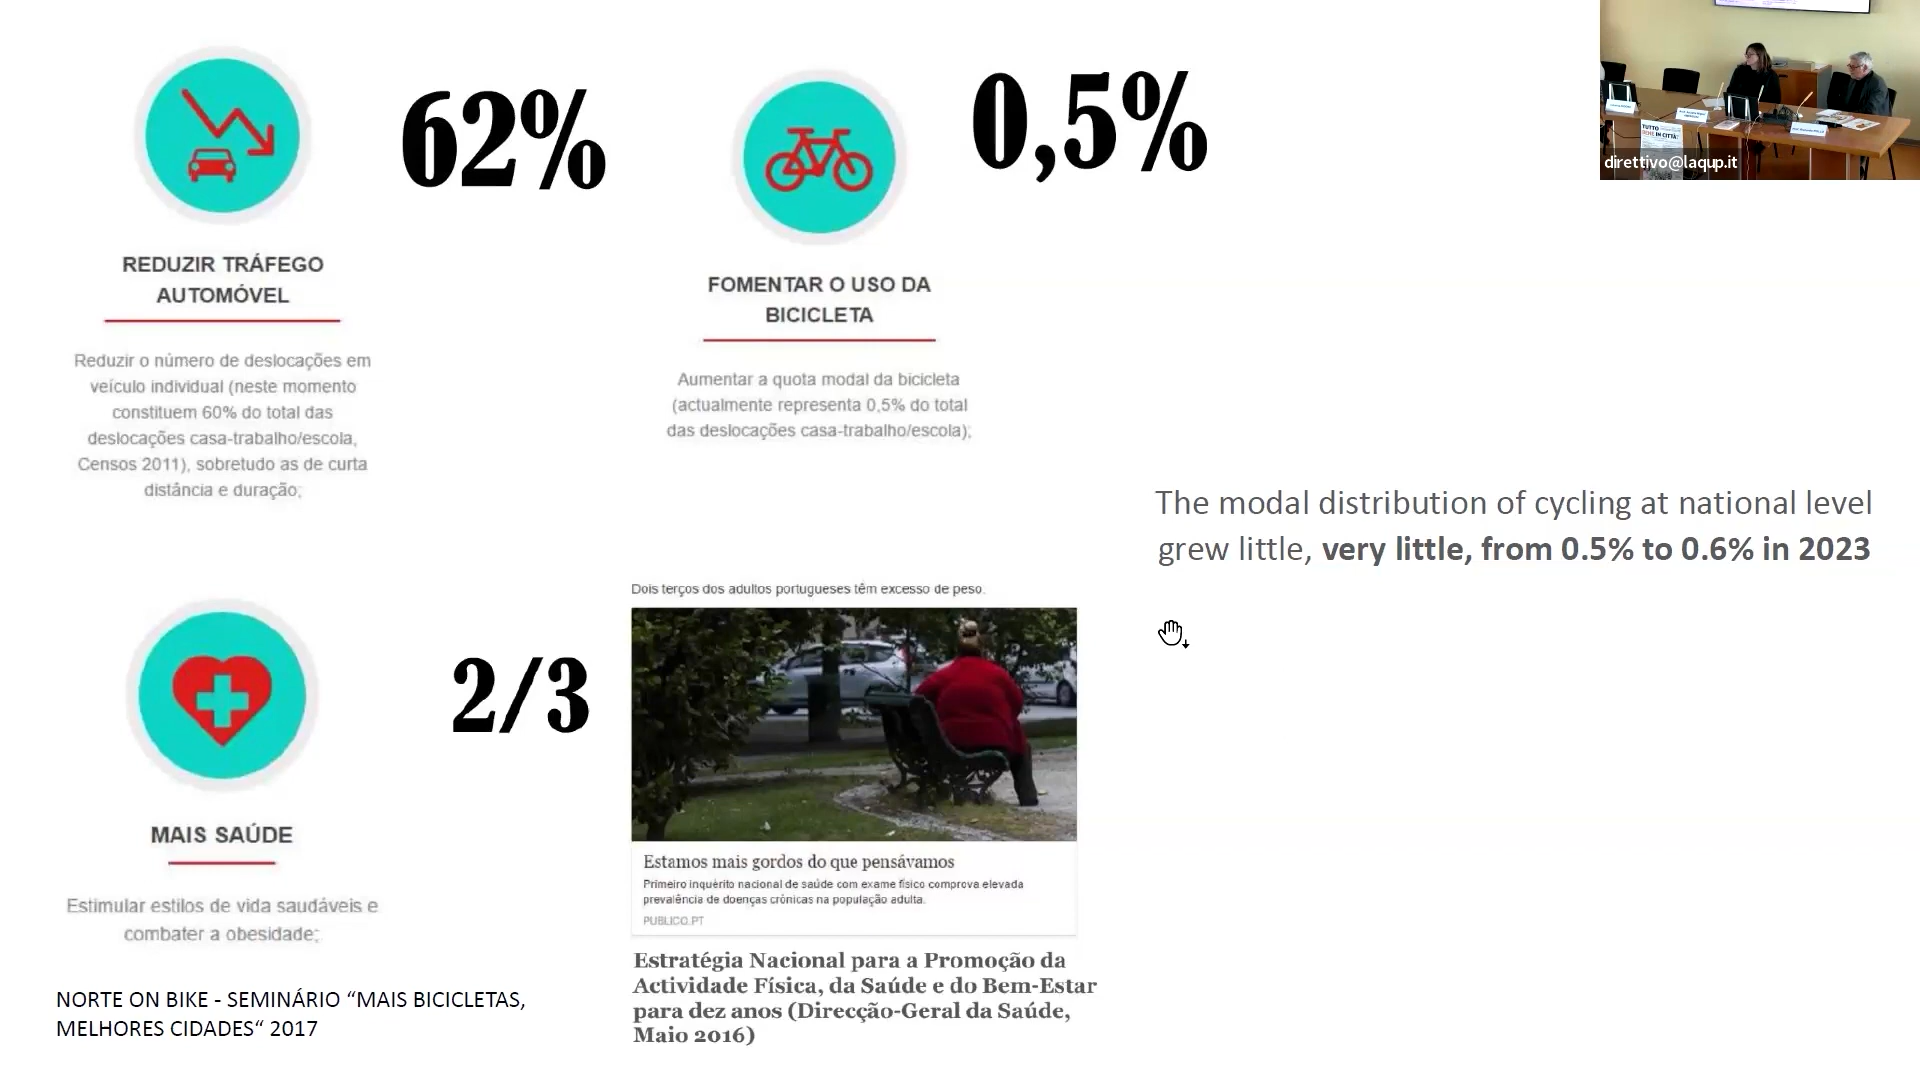 62%
REDUZIR TRÁFEGO
AUTOMÓVEL
Reduzir o número de deslocações em
veículo individual (neste momento
constituem 60% do total das
deslocações casa-trabalho/escola,
Censos 2011), sobretudo as de curta
distância e duração;
0,5%
FOMENTAR O USO DA
BICICLETA
Aumentar a quota modal da bicicleta
(actualmente representa 0,5% do total
das deslocações casa-trabalho/escola);
TUTTO
BENE IN CITTÀ?
direttivo@laqup.it
The modal distribution of cycling at national level
grew little, very little, from 0.5% to 0.6% in 2023
2/3
MAIS SAÚDE
Estimular estilos de vida saudáveis e
combater a obesidade;
Dois terços dos adultos portugueses têm excesso de peso.
Estamos mais gordos do que pensávamos
Primeiro inquérito nacional de saúde com exame físico comprova elevada
prevalência de doenças crónicas na população adulta.
PUBLICO.PT
Estratégia Nacional para a Promoção da
Actividade Física, da Saúde e do Bem-Estar
para dez anos (Direcção-Geral da Saúde,
Maio 2016)
NORTE ON BIKE - SEMINÁRIO “MAIS BICICLETAS,
MELHORES CIDADES“ 2017